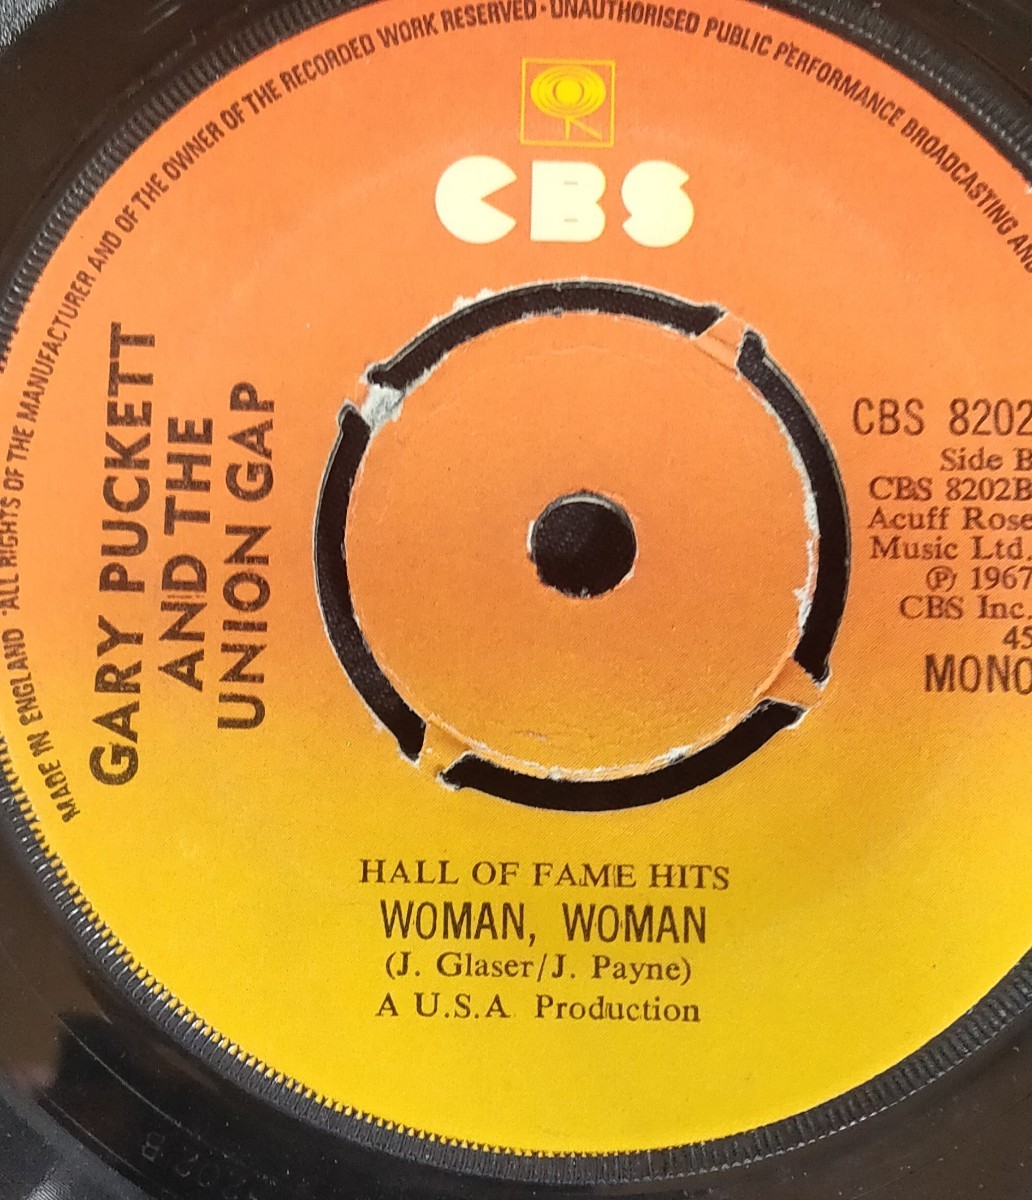 MADE IN ENGLAND · ALL RIGHTS OF THE MANUFACTURER AND OF THE OWNER OF THE RECORDED WORK RESERVED · UNAUTHORISED PUBLIC PERFORMANCE BROADCASTING AND
CBS
GARY PUCKETT
AND THE
UNION GAP
CBS 8202
Side B
CBS 8202B
Acuff Rose
Music Ltd.
℗ 1967
CBS Inc.
45
MONO
HALL OF FAME HITS
WOMAN, WOMAN
(J. Glaser/J. Payne)
A U.S.A. Production